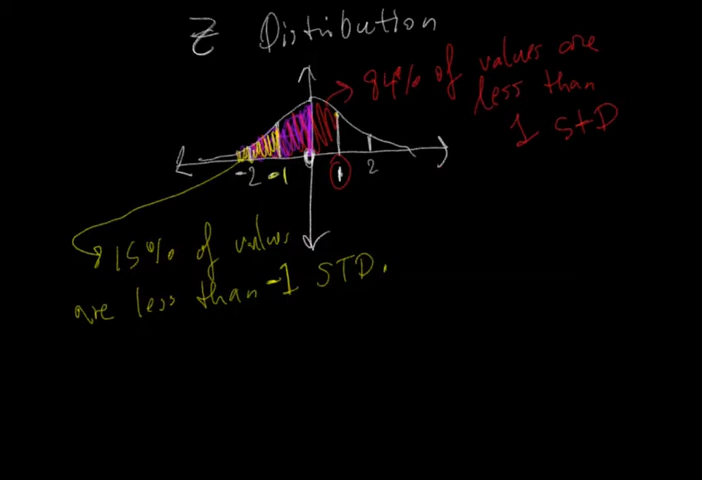 Z Distribution
84% of values are
less than
1 STD
-2 -1 0 1 2
15% of values
are less than -1 STD.